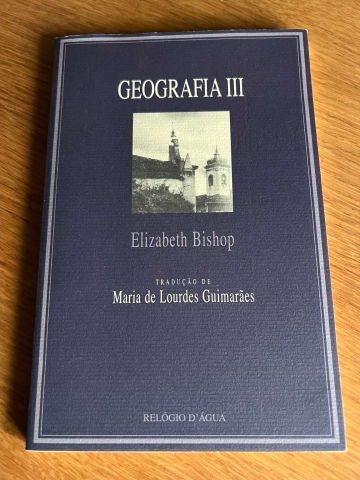 GEOGRAFIA III
Elizabeth Bishop
TRADUÇÃO DE
Maria de Lourdes Guimarães
RELÓGIO D'ÁGUA